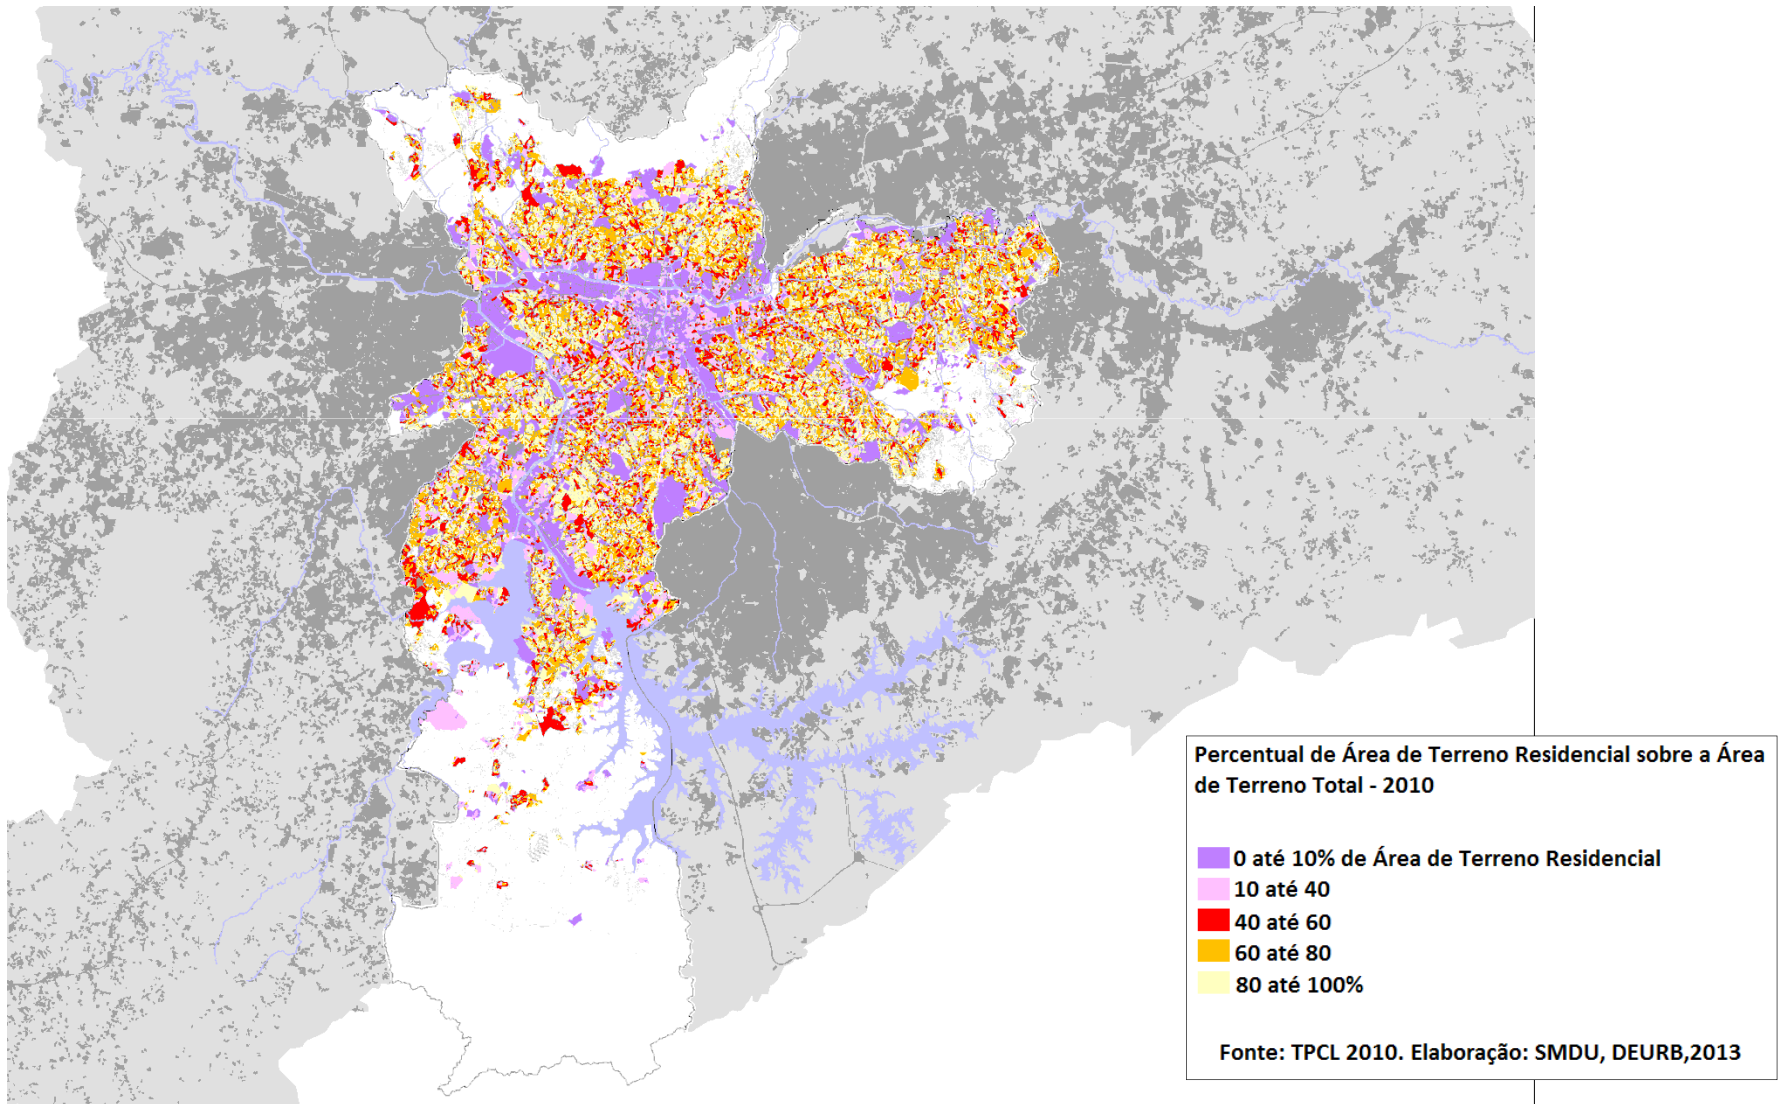 Percentual de Área de Terreno Residencial sobre a Área
de Terreno Total - 2010
0 até 10% de Área de Terreno Residencial
10 até 40
40 até 60
60 até 80
80 até 100%
Fonte: TPCL 2010. Elaboração: SMDU, DEURB,2013